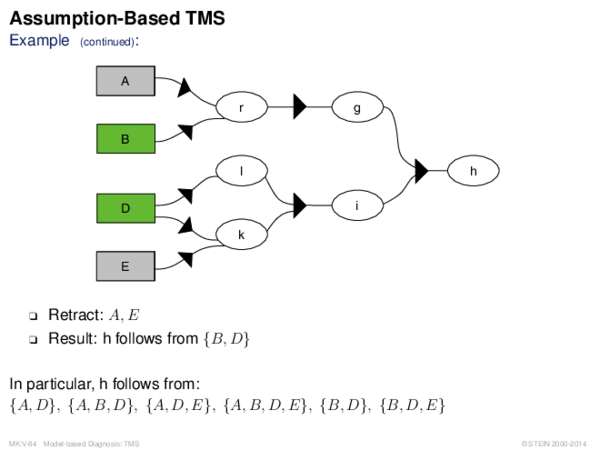 Assumption-Based TMS
Example (continued):
A
B
D
E
r
l
k
g
i
h
❏ Retract: A, E
❏ Result: h follows from {B, D}
In particular, h follows from:
{A, D}, {A, B, D}, {A, D, E}, {A, B, D, E}, {B, D}, {B, D, E}
MK:V-64 Model-based Diagnosis: TMS ©STEIN 2000-2014